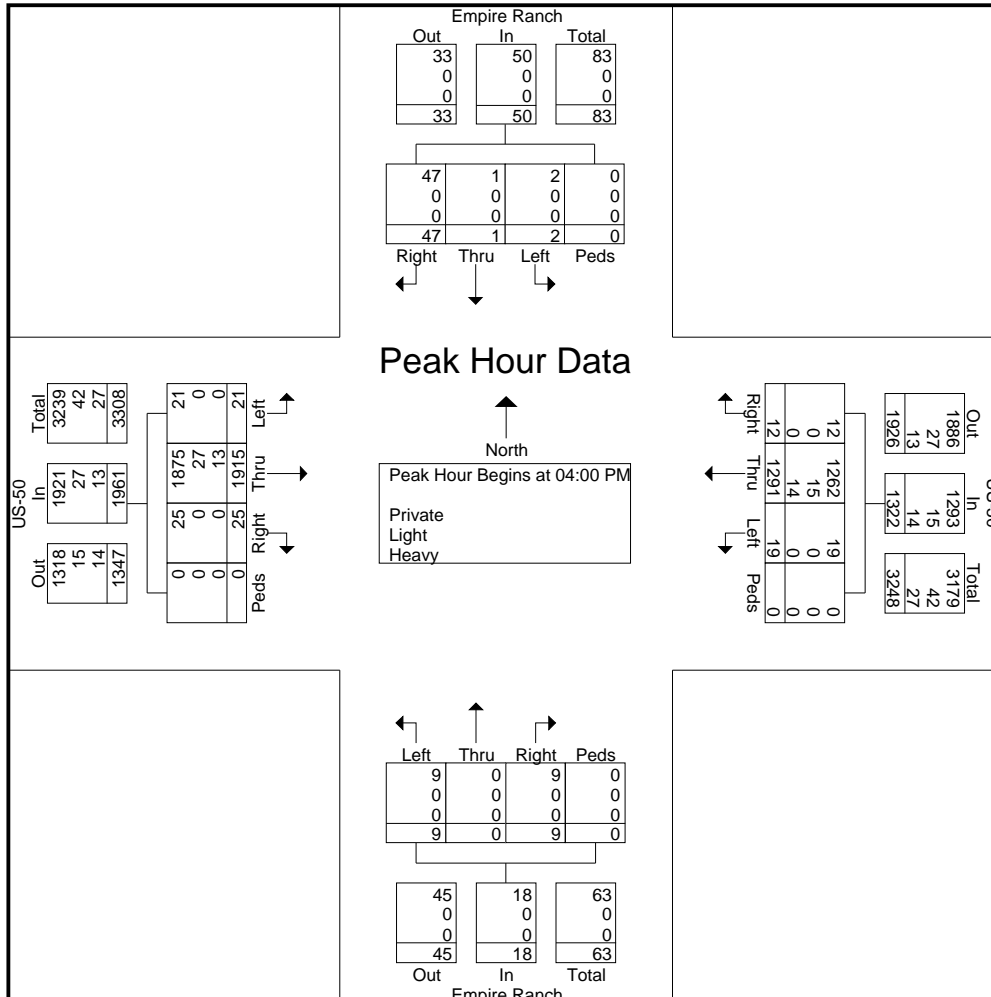 Empire Ranch
Out In Total
33 50 83
0 0 0
0 0 0
33 50 83
47 1 2 0
0 0 0 0
0 0 0 0
47 1 2 0
Right Thru Left Peds
Peak Hour Data
North
Peak Hour Begins at 04:00 PM
Private
Light
Heavy
US-50
Out In Total
1318 1921 3239
15 27 42
14 13 27
1347 1961 3308
0 25 1875 21
0 0 27 0
0 0 13 0
0 25 1915 21
Peds Right Thru Left
Out In Total
1886 1293 3179
27 15 42
13 14 27
1926 1322 3248
12 1262 19 0
0 15 0 0
0 14 0 0
12 1291 19 0
Right Thru Left Peds
Left Thru Right Peds
9 0 9 0
0 0 0 0
0 0 0 0
9 0 9 0
45 18 63
0 0 0
0 0 0
45 18 63
Out In Total
Empire Ranch